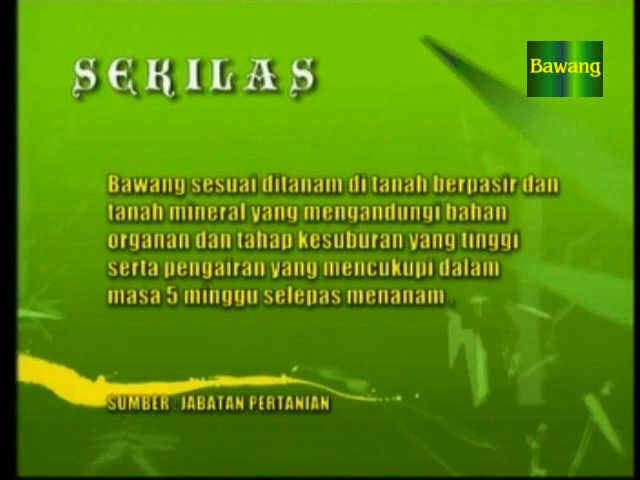 SEKILAS
Bawang
Bawang sesuai ditanam di tanah berpasir dan
tanah mineral yang mengandungi bahan
organan dan tahap kesuburan yang tinggi
serta pengairan yang mencukupi dalam
masa 5 minggu selepas menanam .
SUMBER : JABATAN PERTANIAN